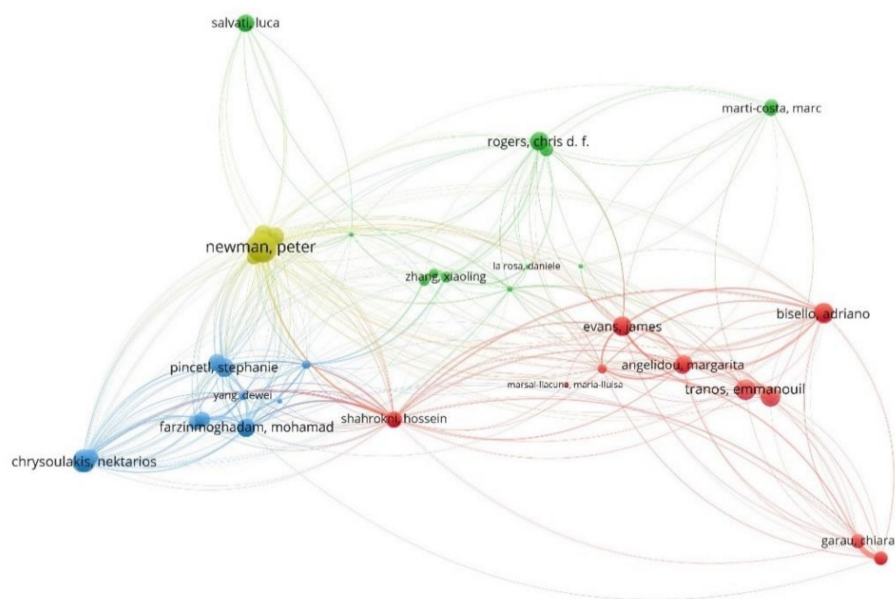 salvati, luca
marti-costa, marc
rogers, chris d. f.
newman, peter
la rosa, daniele
zhang, xiaoling
bisello, adriano
evans, james
pincetl, stephanie
angelidou, margarita
marsal-llacuna, maria-lluisa
tranos, emmanouil
yang, dewei
shahrokni, hossein
farzinmoghadam, mohamad
chrysoulakis, nektarios
garau, chiara